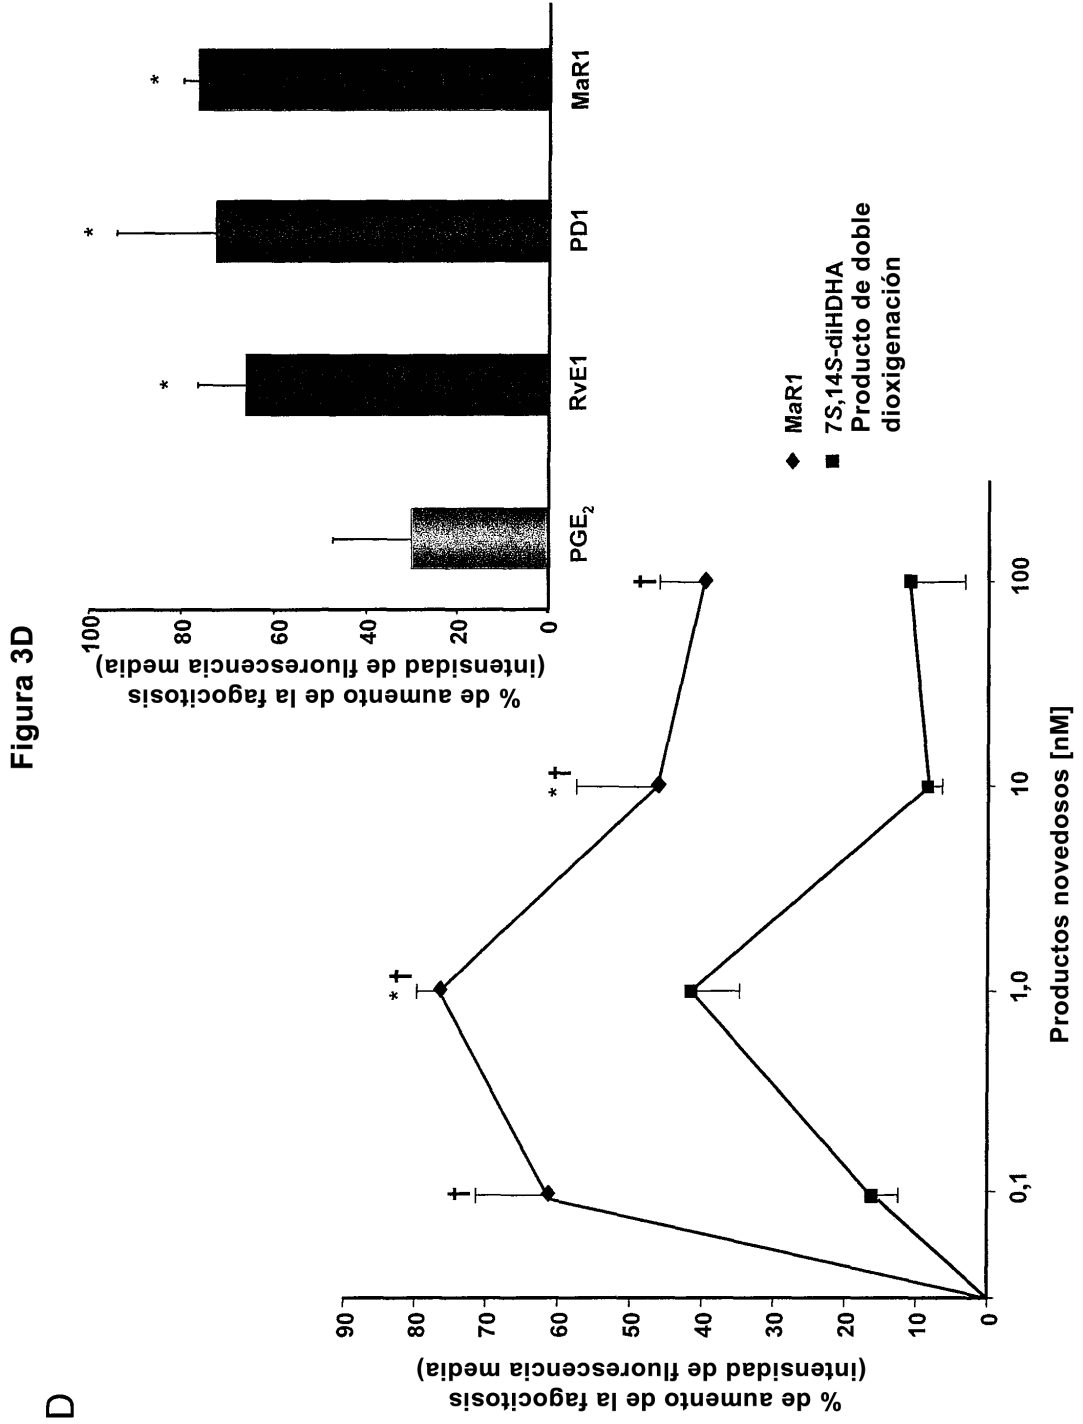 Figura 3D
D
% de aumento de la fagocitosis
(intensidad de fluorescencia media)
100
80
60
40
20
0
*
*
*
PGE₂
RvE1
PD1
MaR1
% de aumento de la fagocitosis
(intensidad de fluorescencia media)
90
80
70
60
50
40
30
20
10
0
†
*†
*†
†
0,1
1,0
10
100
Productos novedosos [nM]
MaR1
7S,14S-diHDHA
Producto de doble
dioxigenación